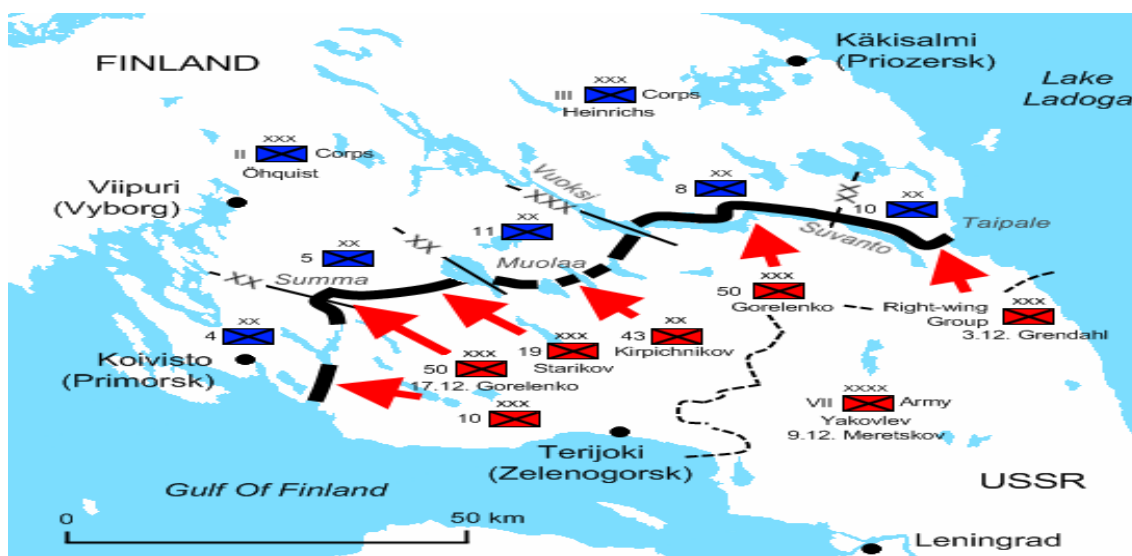 FINLAND
Käkisalmi
(Priozersk)
Lake
Ladoga
XXX
III Corps
Heinrichs
XXX
II Corps
Öhquist
Viipuri
(Vyborg)
Vuoksi
XXX
XX
8
XX
XX
10
Taipale
Suvanto
XX
11
Muolaa
XX
XX
5
Summa
XX
4
Koivisto
(Primorsk)
XXX
50
Gorelenko
Right-wing
Group
XXX
3.12. Grendahl
XX
43
Kirpichnikov
XXX
19
Starikov
XXX
50
17.12. Gorelenko
XXX
10
XXXX
VII Army
Yakovlev
9.12. Meretskov
Terijoki
(Zelenogorsk)
USSR
Gulf Of Finland
0 50 km
Leningrad
XX